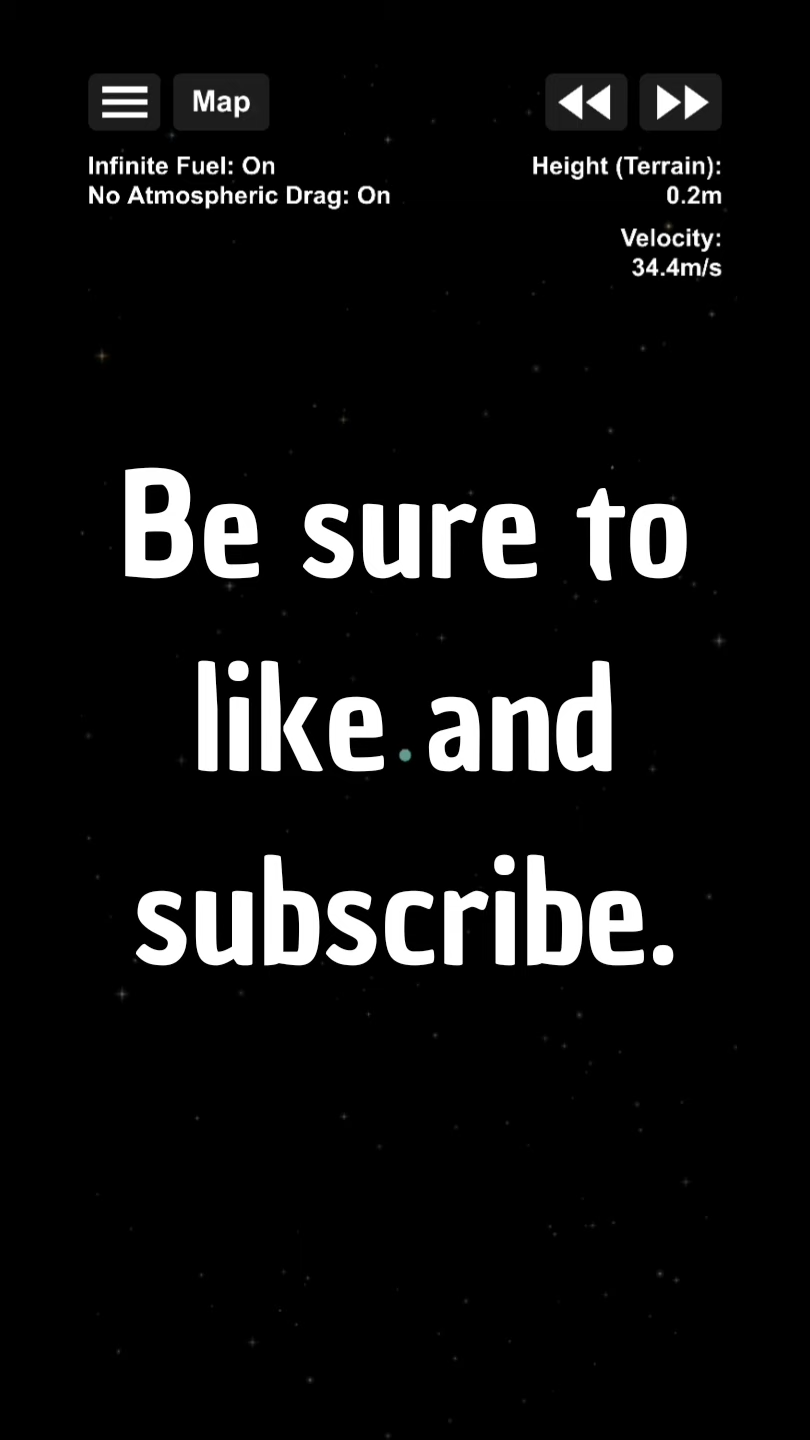 Map
Infinite Fuel: On
No Atmospheric Drag: On
Height (Terrain):
0.2m
Velocity:
34.4m/s
Be sure to
like and
subscribe.